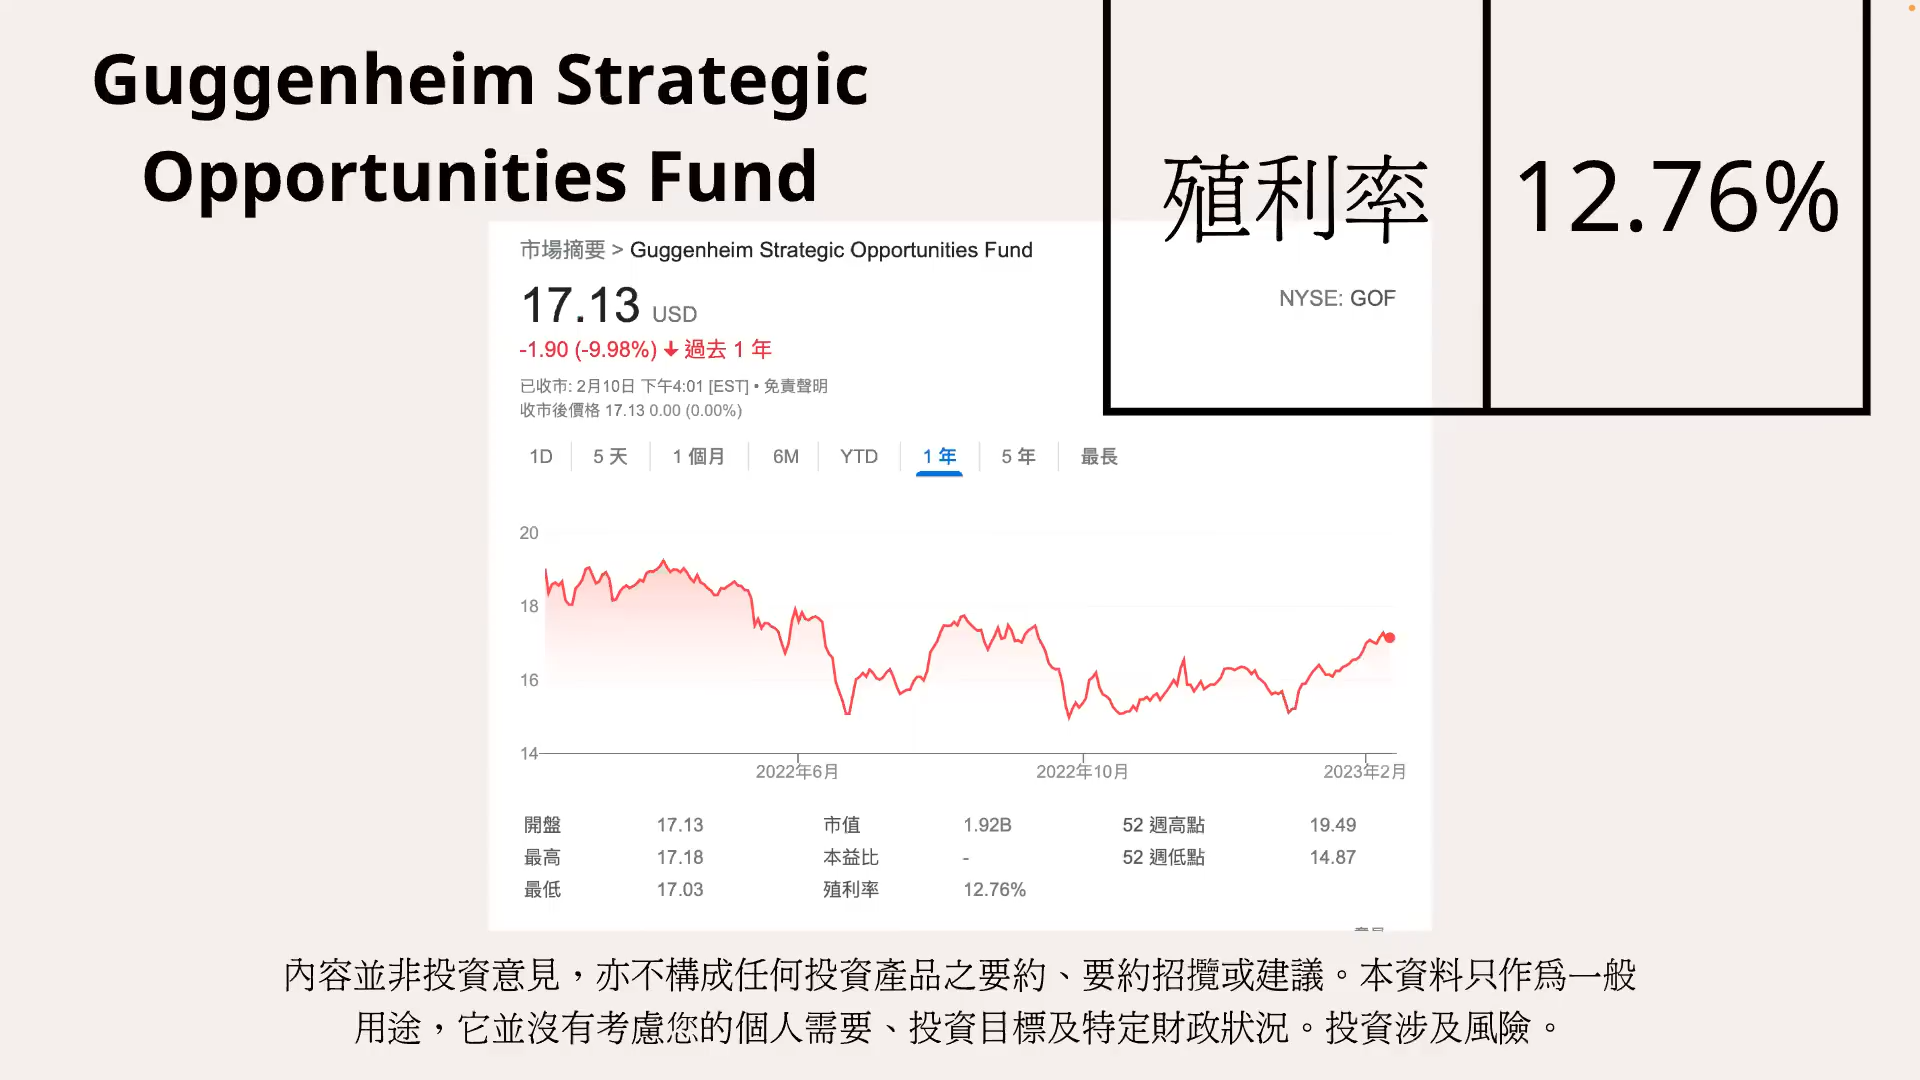 Guggenheim Strategic
Opportunities Fund
殖利率 12.76%
市場摘要 > Guggenheim Strategic Opportunities Fund
17.13 USD
NYSE: GOF
-1.90 (-9.98%) ↓ 過去 1 年
已收市: 2月10日 下午4:01 [EST] • 免責聲明
收市後價格 17.13 0.00 (0.00%)
1D 5 天 1 個月 6M YTD 1 年 5 年 最長
20
18
16
14
2022年6月 2022年10月 2023年2月
開盤 17.13 市值 1.92B 52 週高點 19.49
最高 17.18 本益比 - 52 週低點 14.87
最低 17.03 殖利率 12.76%
內容並非投資意見，亦不構成任何投資產品之要約、要約招攬或建議。本資料只作爲一般
用途，它並沒有考慮您的個人需要、投資目標及特定財政狀況。投資涉及風險。